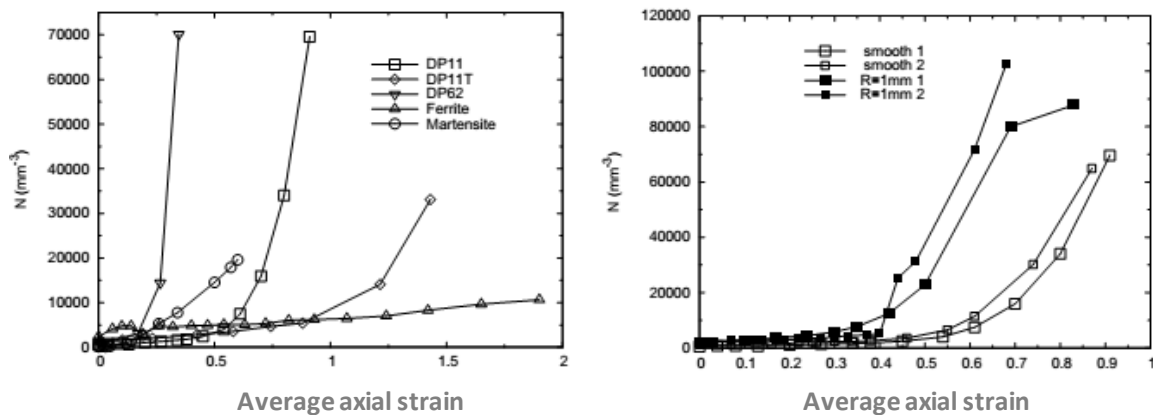 70000
60000
50000
40000
30000
20000
10000
0
N (mm⁻³)
DP11
DP11T
DP62
Ferrite
Martensite
0 0.5 1 1.5 2
Average axial strain
120000
100000
80000
60000
40000
20000
0
N (mm⁻³)
smooth 1
smooth 2
R=1mm 1
R=1mm 2
0 0.1 0.2 0.3 0.4 0.5 0.6 0.7 0.8 0.9 1
Average axial strain